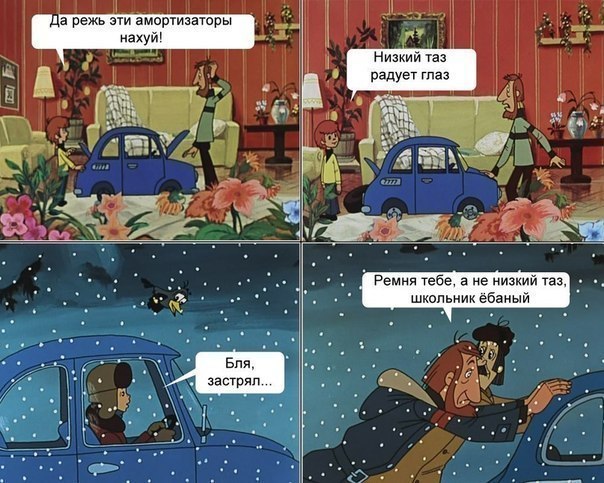 Да режь эти амортизаторы
нахуй!
Низкий таз
радует глаз
Бля,
застрял...
Ремня тебе, а не низкий таз,
школьник ёбаный